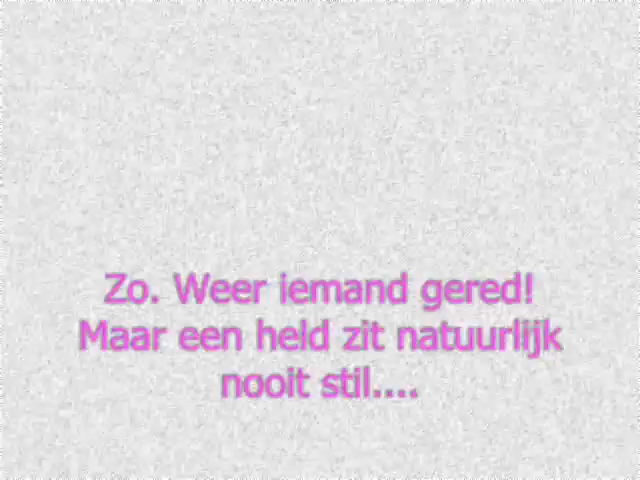 Zo. Weer iemand gered!
Maar een held zit natuurlijk
nooit stil....